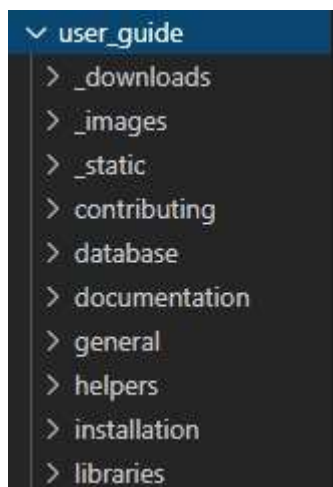 user_guide
_downloads
_images
_static
contributing
database
documentation
general
helpers
installation
libraries